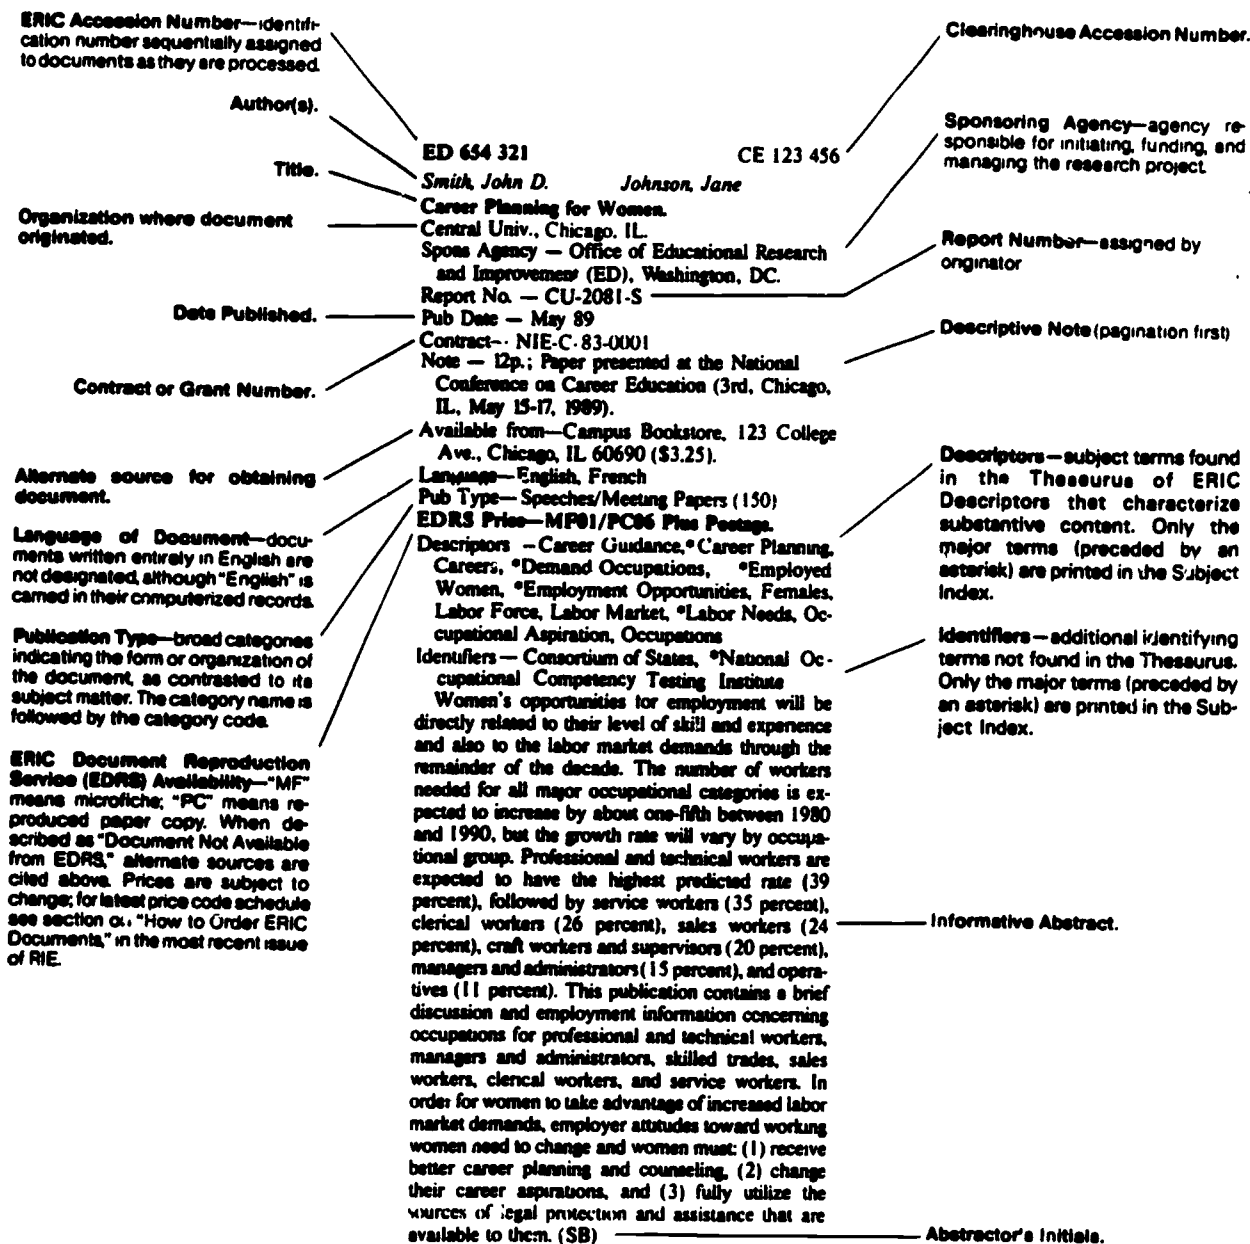 ERIC Accession Number—identifi-
cation number sequentially assigned
to documents as they are processed.
Author(s).
Title.
Organization where document
originated.
Date Published.
Contract or Grant Number.
Alternate source for obtaining
document.
Language of Document—docu-
ments written entirely in English are
not designated, although "English" is
carried in their computerized records.
Publication Type—broad categories
indicating the form or organization of
the document, as contrasted to its
subject matter. The category name is
followed by the category code.
ERIC Document Reproduction
Service (EDRS) Availability—"MF"
means microfiche; "PC" means re-
produced paper copy. When de-
scribed as "Document Not Available
from EDRS," alternate sources are
cited above. Prices are subject to
change; for latest price code schedule
see section on "How to Order ERIC
Documents," in the most recent issue
of RIE.
ED 654 321 CE 123 456
Smith, John D. Johnson, Jane
Career Planning for Women.
Central Univ., Chicago, IL.
Spons Agency — Office of Educational Research
and Improvement (ED), Washington, DC.
Report No. — CU-2081-S
Pub Date — May 89
Contract-- NIE-C-83-0001
Note — 12p.; Paper presented at the National
Conference on Career Education (3rd, Chicago,
IL, May 15-17, 1989).
Available from—Campus Bookstore, 123 College
Ave., Chicago, IL 60690 ($3.25).
Language—English, French
Pub Type—Speeches/Meeting Papers (150)
EDRS Price—MF01/PC06 Plus Postage.
Descriptors —Career Guidance,*Career Planning,
Careers, *Demand Occupations, *Employed
Women, *Employment Opportunities, Females,
Labor Force, Labor Market, *Labor Needs, Oc-
cupational Aspiration, Occupations
Identifiers — Consortium of States, *National Oc-
cupational Competency Testing Institute
Women's opportunities for employment will be
directly related to their level of skill and experience
and also to the labor market demands through the
remainder of the decade. The number of workers
needed for all major occupational categories is ex-
pected to increase by about one-fifth between 1980
and 1990, but the growth rate will vary by occupa-
tional group. Professional and technical workers are
expected to have the highest predicted rate (39
percent), followed by service workers (35 percent),
clerical workers (26 percent), sales workers (24
percent), craft workers and supervisors (20 percent),
managers and administrators (15 percent), and opera-
tives (11 percent). This publication contains a brief
discussion and employment information concerning
occupations for professional and technical workers,
managers and administrators, skilled trades, sales
workers, clerical workers, and service workers. In
order for women to take advantage of increased labor
market demands, employer attitudes toward working
women need to change and women must: (1) receive
better career planning and counseling, (2) change
their career aspirations, and (3) fully utilize the
sources of legal protection and assistance that are
available to them. (SB)
Clearinghouse Accession Number.
Sponsoring Agency—agency re-
sponsible for initiating, funding, and
managing the research project.
Report Number—assigned by
originator
Descriptive Note (pagination first)
Descriptors—subject terms found
in the Thesaurus of ERIC
Descriptors that characterize
substantive content. Only the
major terms (preceded by an
asterisk) are printed in the Subject
Index.
Identifiers—additional identifying
terms not found in the Thesaurus.
Only the major terms (preceded by
an asterisk) are printed in the Sub-
ject Index.
Informative Abstract.
Abstractor's Initials.